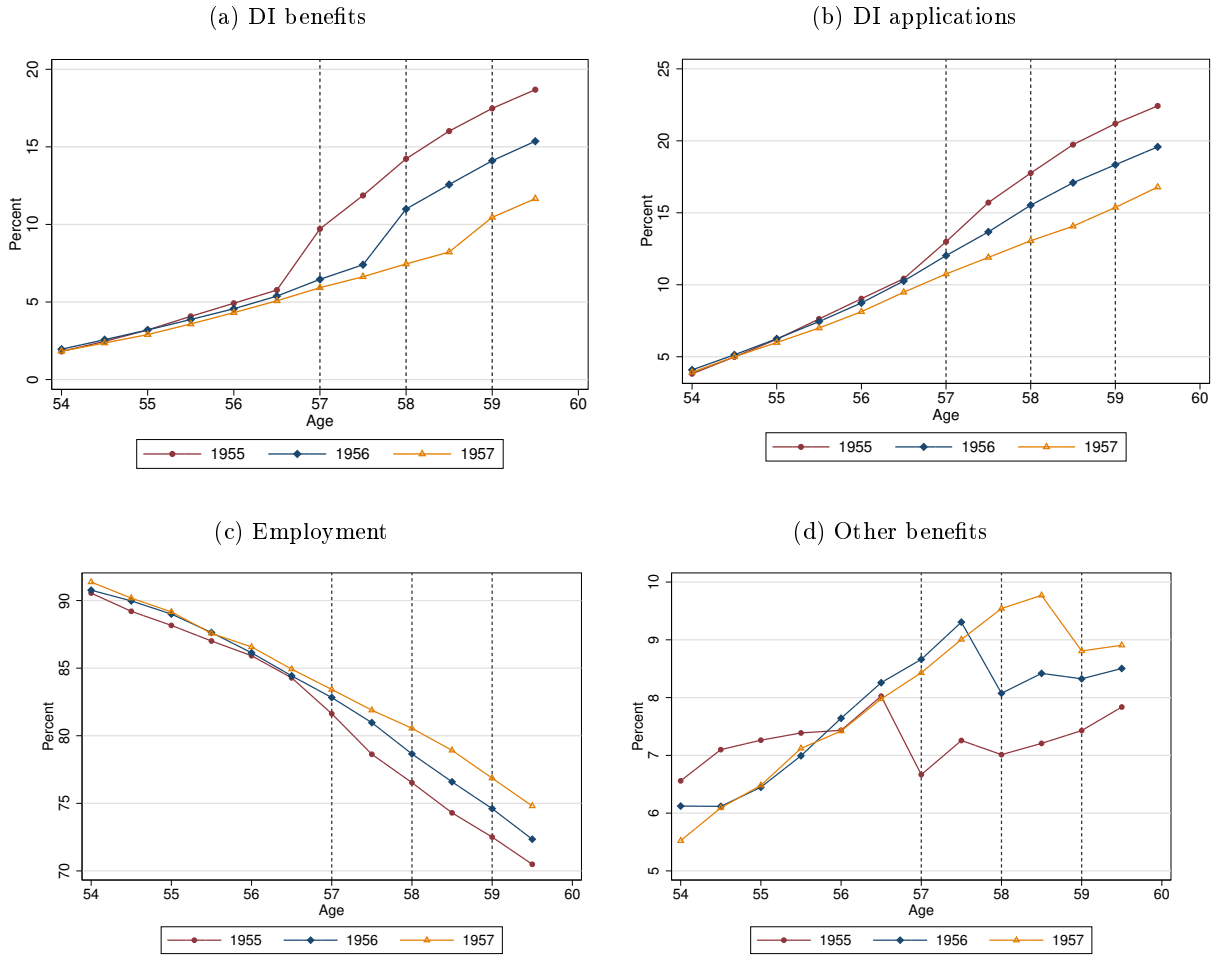 (a) DI benefits
Percent
20
15
10
5
0
54 55 56 57 58 59 60
Age
1955 1956 1957
(b) DI applications
Percent
25
20
15
10
5
54 55 56 57 58 59 60
Age
1955 1956 1957
(c) Employment
Percent
90
85
80
75
70
54 55 56 57 58 59 60
Age
1955 1956 1957
(d) Other benefits
Percent
10
9
8
7
6
5
54 55 56 57 58 59 60
Age
1955 1956 1957